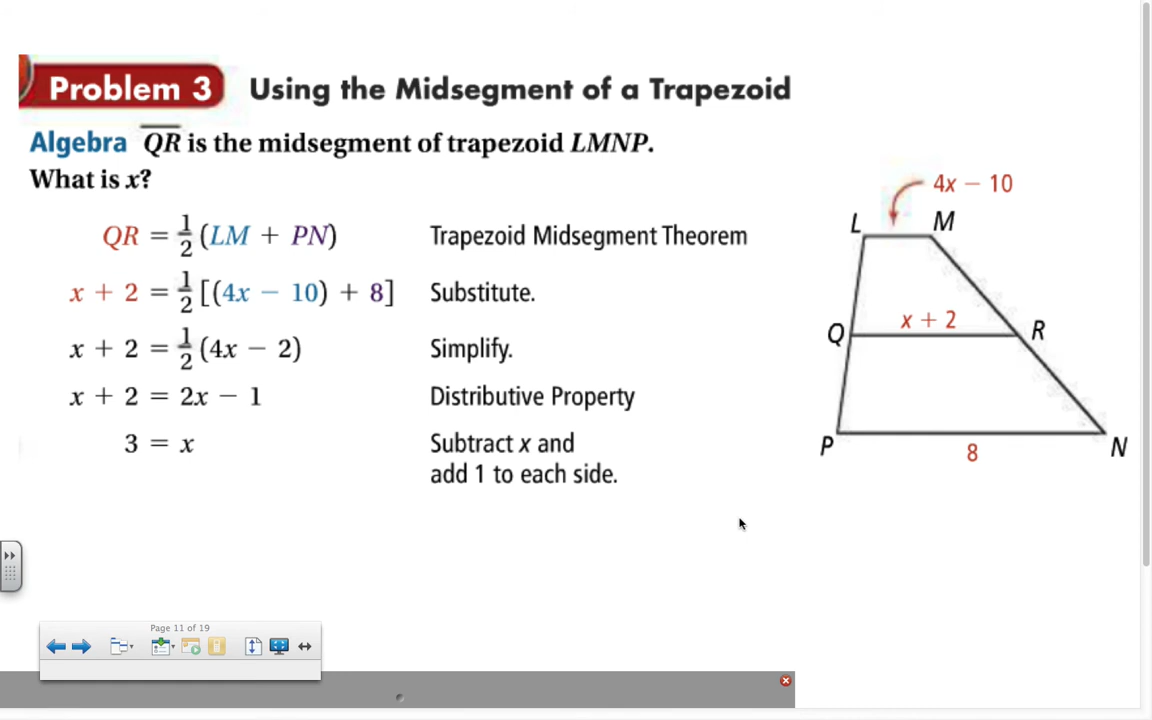 Problem 3 Using the Midsegment of a Trapezoid
Algebra QR is the midsegment of trapezoid LMNP.
What is x?
QR = 1/2 (LM + PN) Trapezoid Midsegment Theorem
x + 2 = 1/2 [(4x − 10) + 8] Substitute.
x + 2 = 1/2 (4x − 2) Simplify.
x + 2 = 2x − 1 Distributive Property
3 = x Subtract x and
add 1 to each side.
4x − 10
L M
Q x + 2 R
P 8 N
Page 11 of 19